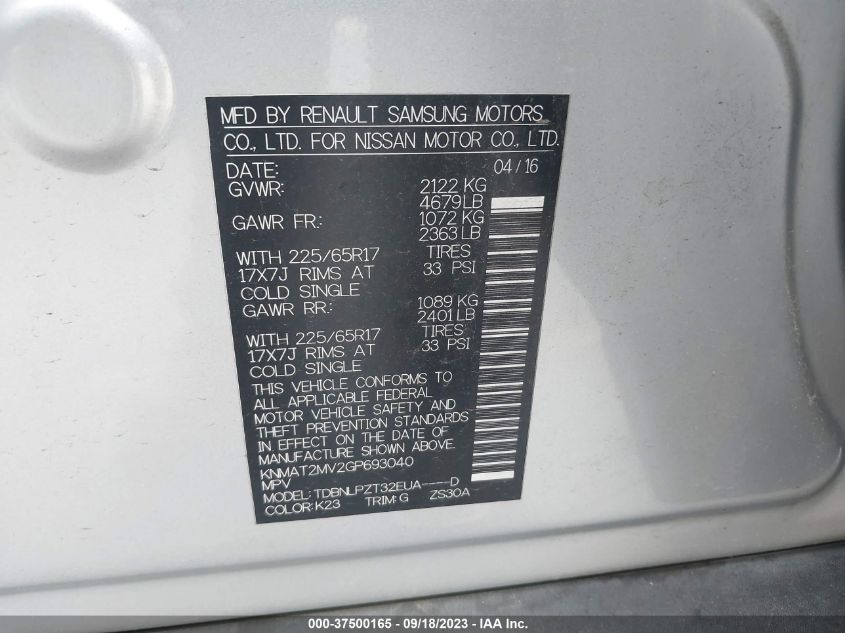 MFD BY RENAULT SAMSUNG MOTORS
CO., LTD. FOR NISSAN MOTOR CO., LTD.
DATE: 04/16
GVWR: 2122 KG
4679LB
GAWR FR.: 1072 KG
2363 LB
WITH 225/65R17 TIRES
17X7J RIMS AT 33 PSI
COLD SINGLE
GAWR RR.: 1089 KG
2401LB
WITH 225/65R17 TIRES
17X7J RIMS AT 33 PSI
COLD SINGLE
THIS VEHICLE CONFORMS TO
ALL APPLICABLE FEDERAL
MOTOR VEHICLE SAFETY AND
THEFT PREVENTION STANDARDS
IN EFFECT ON THE DATE OF
MANUFACTURE SHOWN ABOVE.
KNMAT2MV2GP693040
MPV
MODEL: TDBNLPZT32EUA----D
COLOR: K23 TRIM: G ZS30A
000-37500165 - 09/18/2023 - IAAI.com